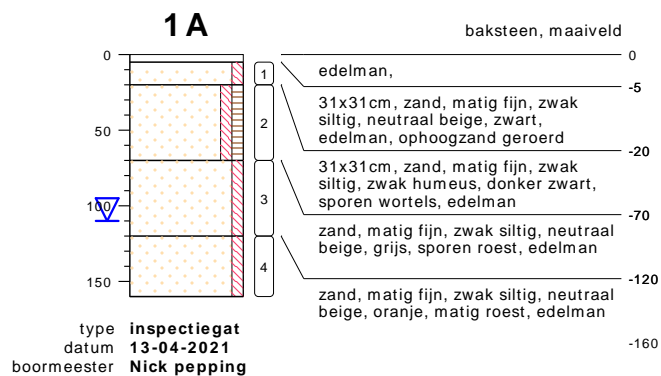 1A
baksteen, maaiveld
0
0
edelman,
-5
1
31x31cm, zand, matig fijn, zwak
siltig, neutraal beige, zwart,
edelman, ophoogzand geroerd
2
50
-20
31x31cm, zand, matig fijn, zwak
siltig, zwak humeus, donker zwart,
sporen wortels, edelman
3
100
-70
zand, matig fijn, zwak siltig, neutraal
beige, grijs, sporen roest, edelman
4
150
-120
zand, matig fijn, zwak siltig, neutraal
beige, oranje, matig roest, edelman
-160
type inspectiegat
datum 13-04-2021
boormeester Nick pepping